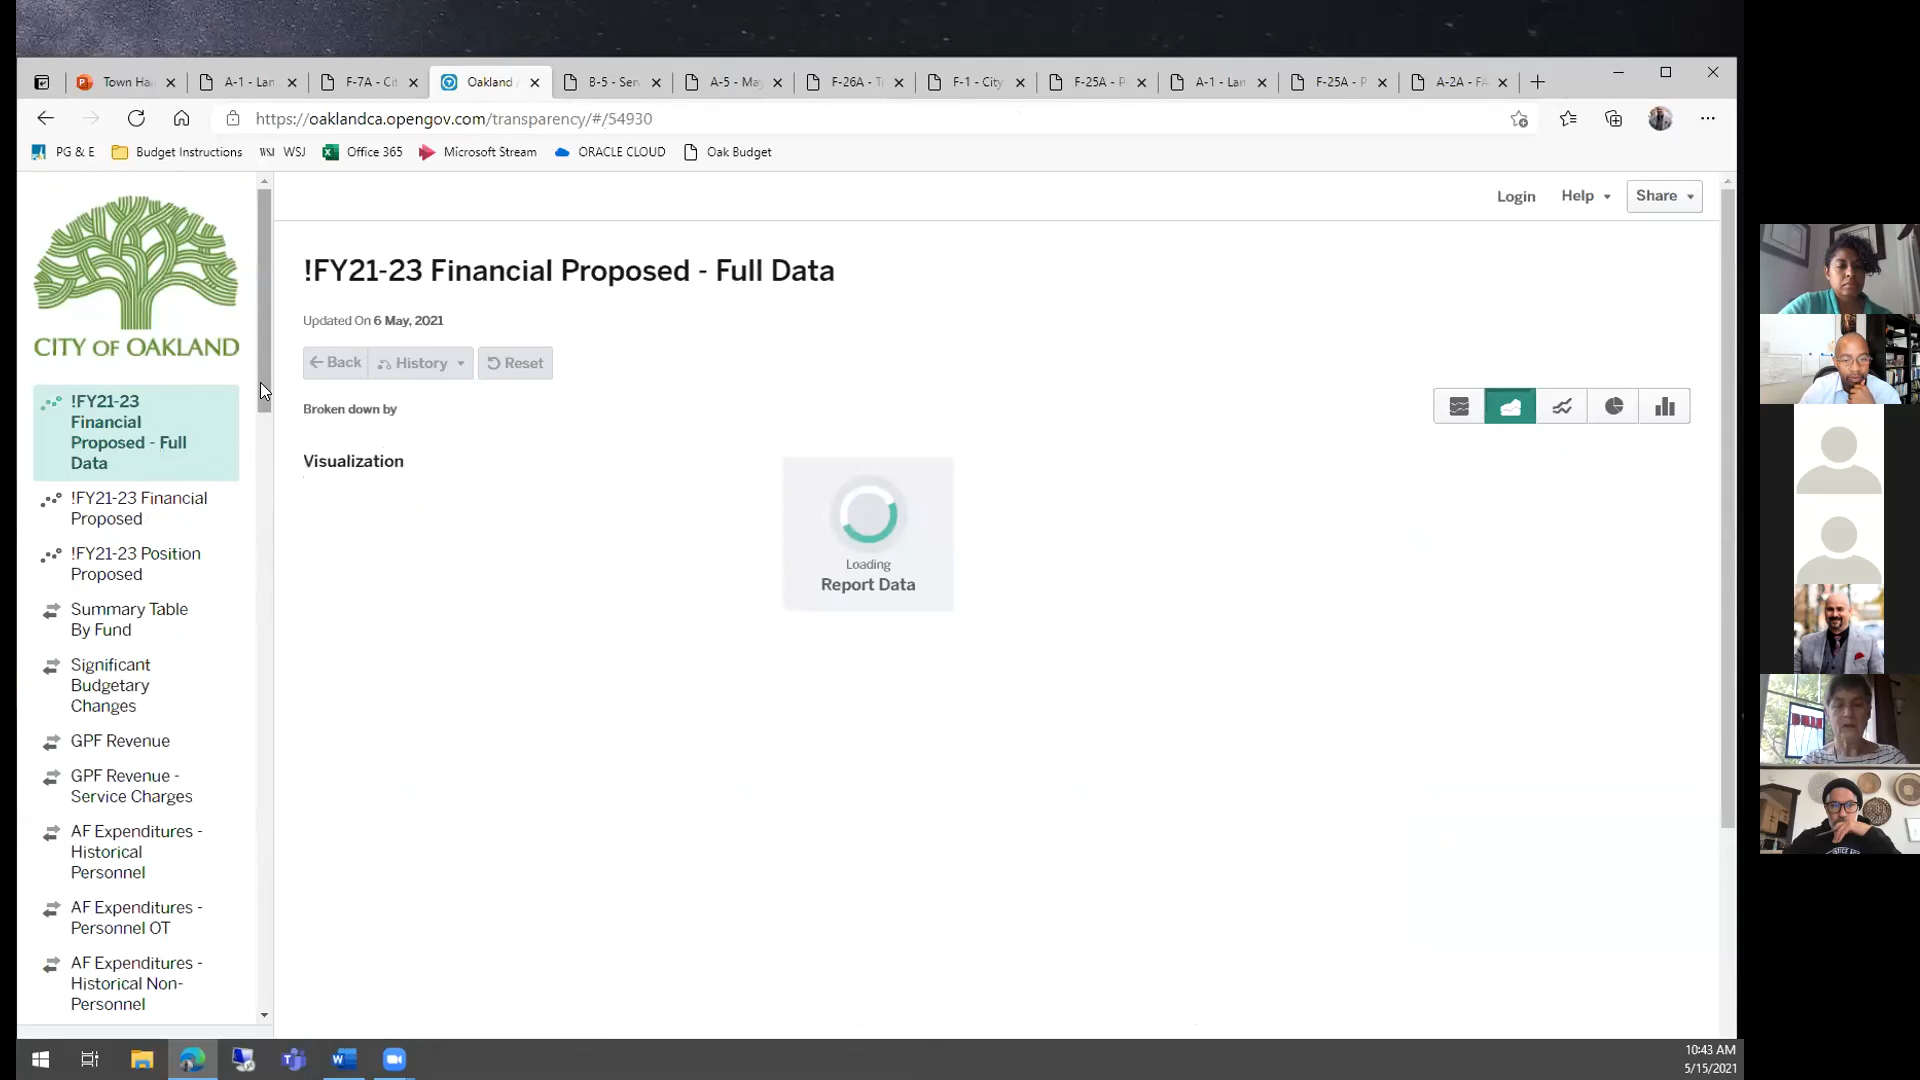 Town Ha
A-1 - Lan
F-7A - Cit
Oakland
B-5 - Serv
A-5 - May
F-26A - T
F-1 - City
F-25A - P
A-1 - Lan
F-25A - P
A-2A - FA
https://oaklandca.opengov.com/transparency/#/54930
PG & E
Budget Instructions
WSJ
WSJ
Office 365
Microsoft Stream
ORACLE CLOUD
Oak Budget
CITY OF OAKLAND
Login
Help
Share
!FY21-23 Financial Proposed - Full Data
Updated On 6 May, 2021
Back
History
Reset
Broken down by
Visualization
Loading
Report Data
!FY21-23
Financial
Proposed - Full
Data
!FY21-23 Financial
Proposed
!FY21-23 Position
Proposed
Summary Table
By Fund
Significant
Budgetary
Changes
GPF Revenue
GPF Revenue -
Service Charges
AF Expenditures -
Historical
Personnel
AF Expenditures -
Personnel OT
AF Expenditures -
Historical Non-
Personnel
10:43 AM
5/15/2021